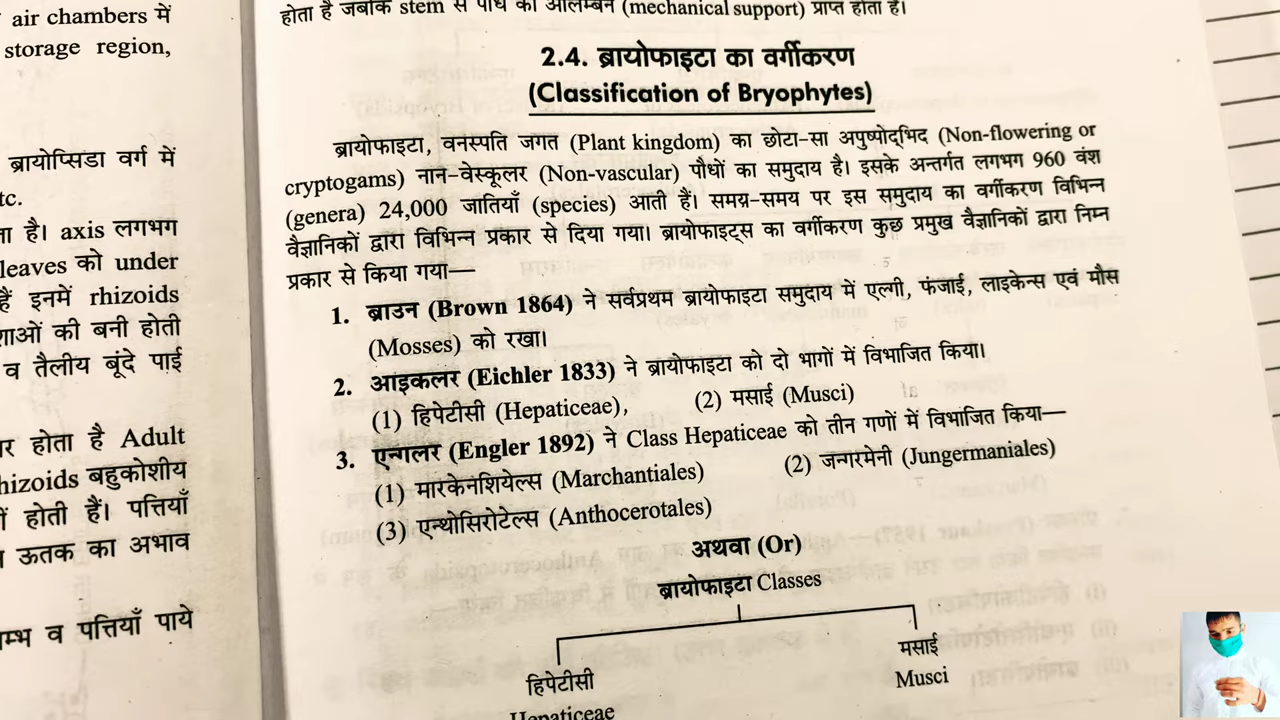 air chambers में
storage region,
ब्रायोप्सिडा वर्ग में
tc.
ता है। axis लगभग
leaves को under
हैं इनमें rhizoids
शाओं की बनी होती
व तैलीय बूंदे पाई
र होता है Adult
hizoids बहुकोशीय
होती हैं। पत्तियाँ
ऊतक का अभाव
म्भ व पत्तियाँ पाये
होता है जबकि stem से पौधे को आलम्बन (mechanical support) प्राप्त होता है।
2.4. ब्रायोफाइटा का वर्गीकरण
(Classification of Bryophytes)
ब्रायोफाइटा, वनस्पति जगत (Plant kingdom) का छोटा-सा अपुष्पोद्भिद (Non-flowering or
cryptogams) नान-वेस्कूलर (Non-vascular) पौधों का समुदाय है। इसके अन्तर्गत लगभग 960 वंश
(genera) 24,000 जातियाँ (species) आती हैं। समय-समय पर इस समुदाय का वर्गीकरण विभिन्न
वैज्ञानिकों द्वारा विभिन्न प्रकार से दिया गया। ब्रायोफाइट्स का वर्गीकरण कुछ प्रमुख वैज्ञानिकों द्वारा निम्न
प्रकार से किया गया—
1. ब्राउन (Brown 1864) ने सर्वप्रथम ब्रायोफाइटा समुदाय में एल्गी, फंजाई, लाइकेन्स एवं मौस
(Mosses) को रखा।
2. आइकलर (Eichler 1833) ने ब्रायोफाइटा को दो भागों में विभाजित किया।
(1) हिपेटीसी (Hepaticeae), (2) मसाई (Musci)
3. एन्गलर (Engler 1892) ने Class Hepaticeae को तीन गणों में विभाजित किया—
(1) मारकेनशियेल्स (Marchantiales) (2) जन्गरमेनी (Jungermaniales)
(3) एन्थोसिरोटेल्स (Anthocerotales)
अथवा (Or)
ब्रायोफाइटा Classes
हिपेटीसी मसाई
Hepaticeae Musci